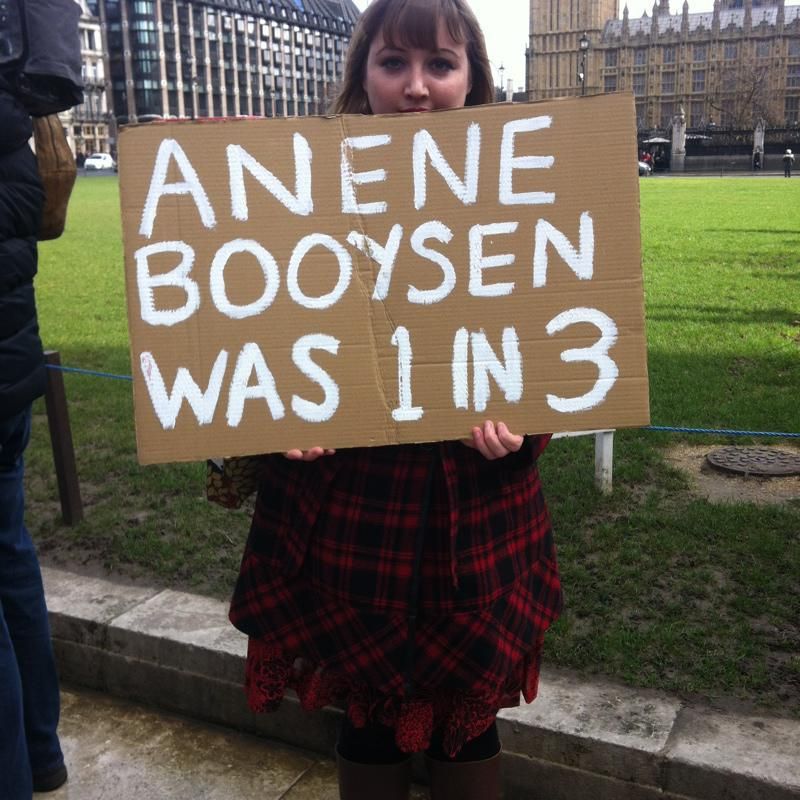 ANENE
BOOYSEN
WAS 1 IN 3